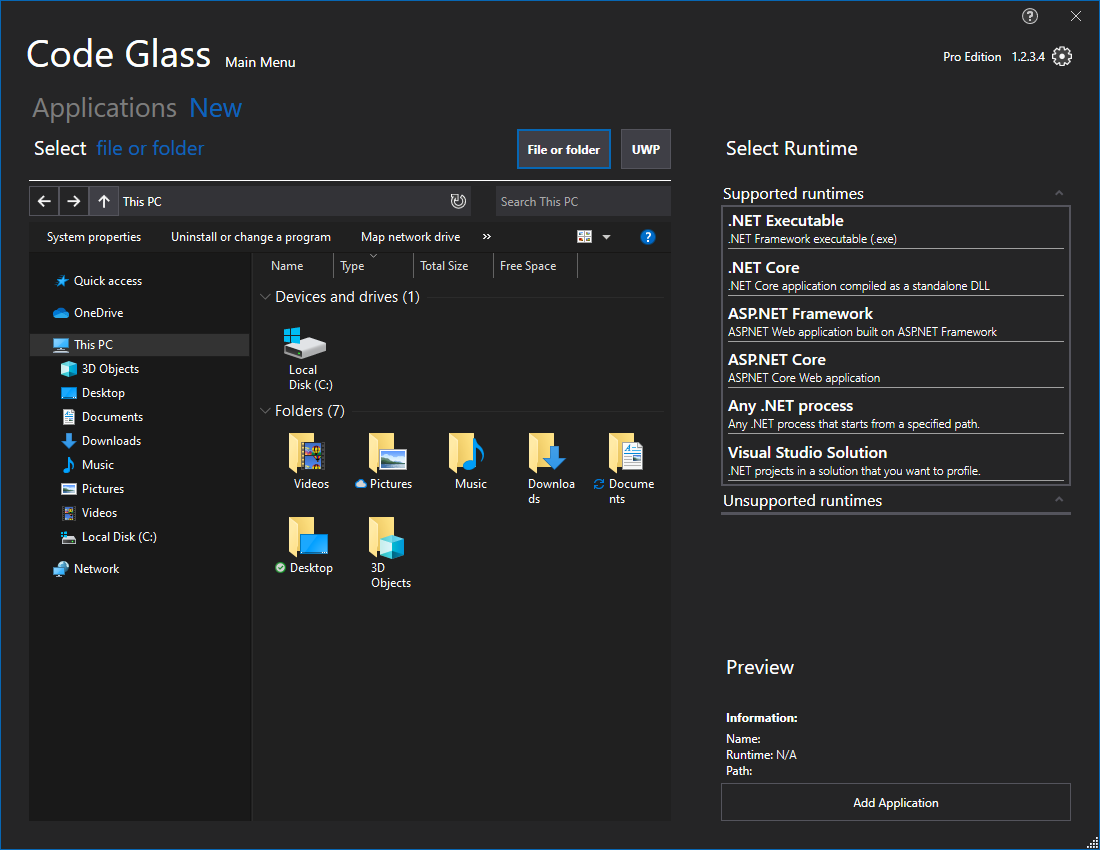 Code Glass Main Menu
Pro Edition 1.2.3.4
Applications New
Select file or folder
File or folder
UWP
This PC
Search This PC
System properties
Uninstall or change a program
Map network drive
»
Quick access
OneDrive
This PC
3D Objects
Desktop
Documents
Downloads
Music
Pictures
Videos
Local Disk (C:)
Network
Name
Type
Total Size
Free Space
Devices and drives (1)
Local
Disk (C:)
Folders (7)
Videos
Pictures
Music
Downloa
ds
Docume
nts
Desktop
3D
Objects
Select Runtime
Supported runtimes
.NET Executable
.NET Framework executable (.exe)
.NET Core
.NET Core application compiled as a standalone DLL
ASP.NET Framework
ASP.NET Web application built on ASP.NET Framework
ASP.NET Core
ASP.NET Core Web application
Any .NET process
Any .NET process that starts from a specified path.
Visual Studio Solution
.NET projects in a solution that you want to profile.
Unsupported runtimes
Preview
Information:
Name:
Runtime: N/A
Path:
Add Application